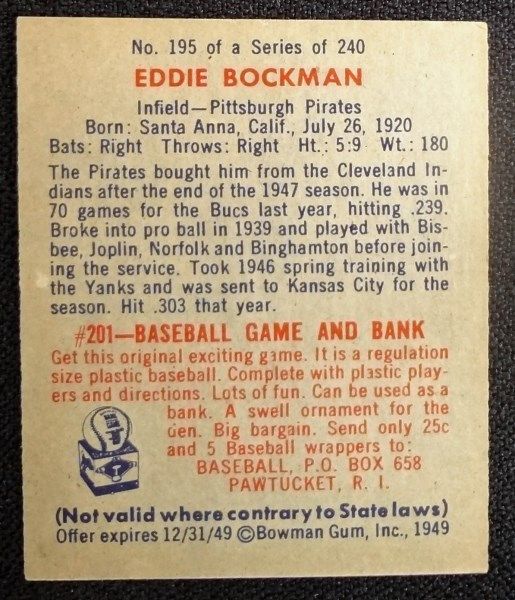 No. 195 of a Series of 240
EDDIE BOCKMAN
Infield—Pittsburgh Pirates
Born: Santa Anna, Calif., July 26, 1920
Bats: Right Throws: Right Ht.: 5:9 Wt.: 180
The Pirates bought him from the Cleveland In-
dians after the end of the 1947 season. He was in
70 games for the Bucs last year, hitting .239.
Broke into pro ball in 1939 and played with Bis-
bee, Joplin, Norfolk and Binghamton before join-
ing the service. Took 1946 spring training with
the Yanks and was sent to Kansas City for the
season. Hit .303 that year.
#201—BASEBALL GAME AND BANK
Get this original exciting game. It is a regulation
size plastic baseball. Complete with plastic play-
ers and directions. Lots of fun. Can be used as a
bank. A swell ornament for the
den. Big bargain. Send only 25c
and 5 Baseball wrappers to:
BASEBALL, P.O. BOX 658
PAWTUCKET, R. I.
(Not valid where contrary to State laws)
Offer expires 12/31/49 ©Bowman Gum, Inc., 1949